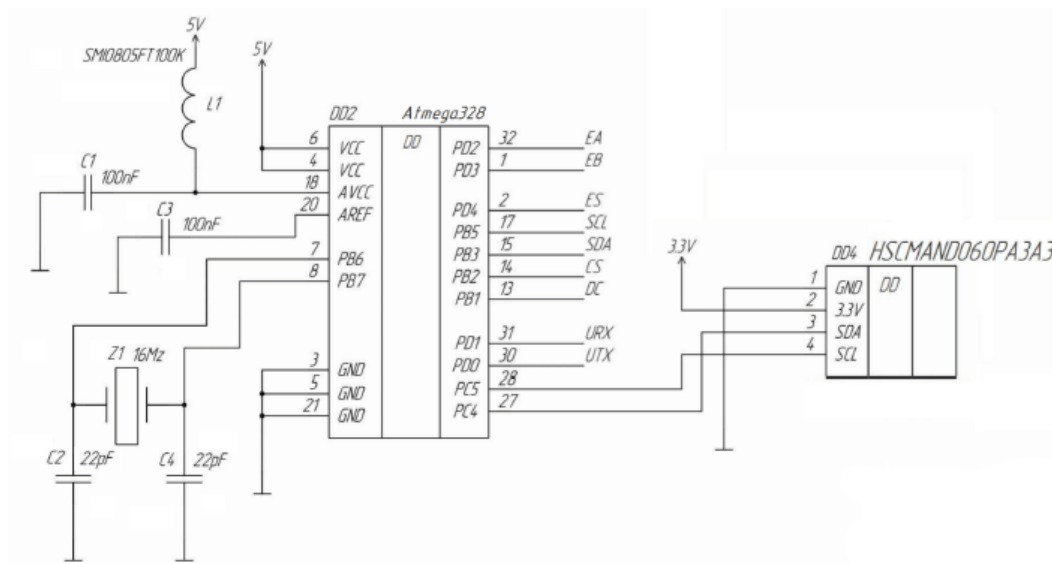 5V
SMI0805FT100K
L1
5V
C1
100nF
C3
100nF
DD2
Atmega328
DD
6 VCC
4 VCC
18 AVCC
20 AREF
7 PB6
8 PB7
3 GND
5 GND
21 GND
PD2 32 EA
PD3 1 EB
PD4 2 ES
PB5 17 SCL
PB3 15 SDA
PB2 14 CS
PB1 13 DC
PD1 31 URX
PD0 30 UTX
PC5 28
PC4 27
Z1 16Mz
C2 22pF
C4 22pF
3.3V
DD4 HSCMAND060PA3A3
DD
1 GND
2 3.3V
3 SDA
4 SCL